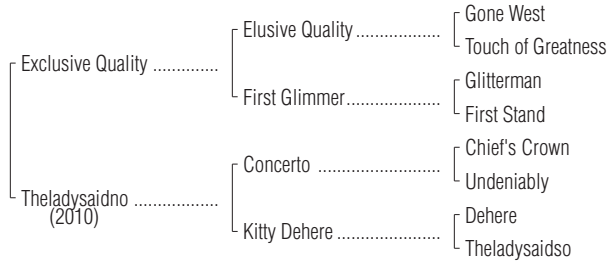 Gone West
Elusive Quality ..................
Touch of Greatness
Exclusive Quality ..............
Glitterman
First Glimmer....................
First Stand
Chief's Crown
Concerto ..........................
Undeniably
Theladysaidno ..................
(2010)
Dehere
Kitty Dehere ......................
Theladysaidso